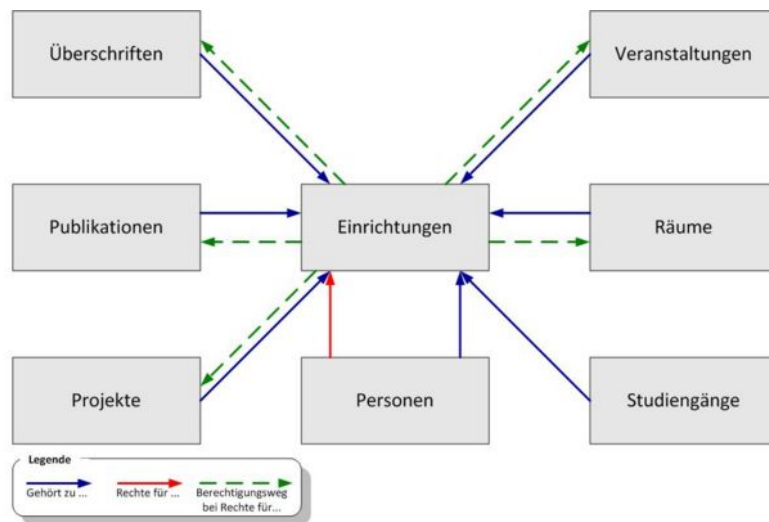 Überschriften
Veranstaltungen
Publikationen
Einrichtungen
Räume
Projekte
Personen
Studiengänge
Legende
Gehört zu ...
Rechte für ...
Berechtigungsweg
bei Rechte für...